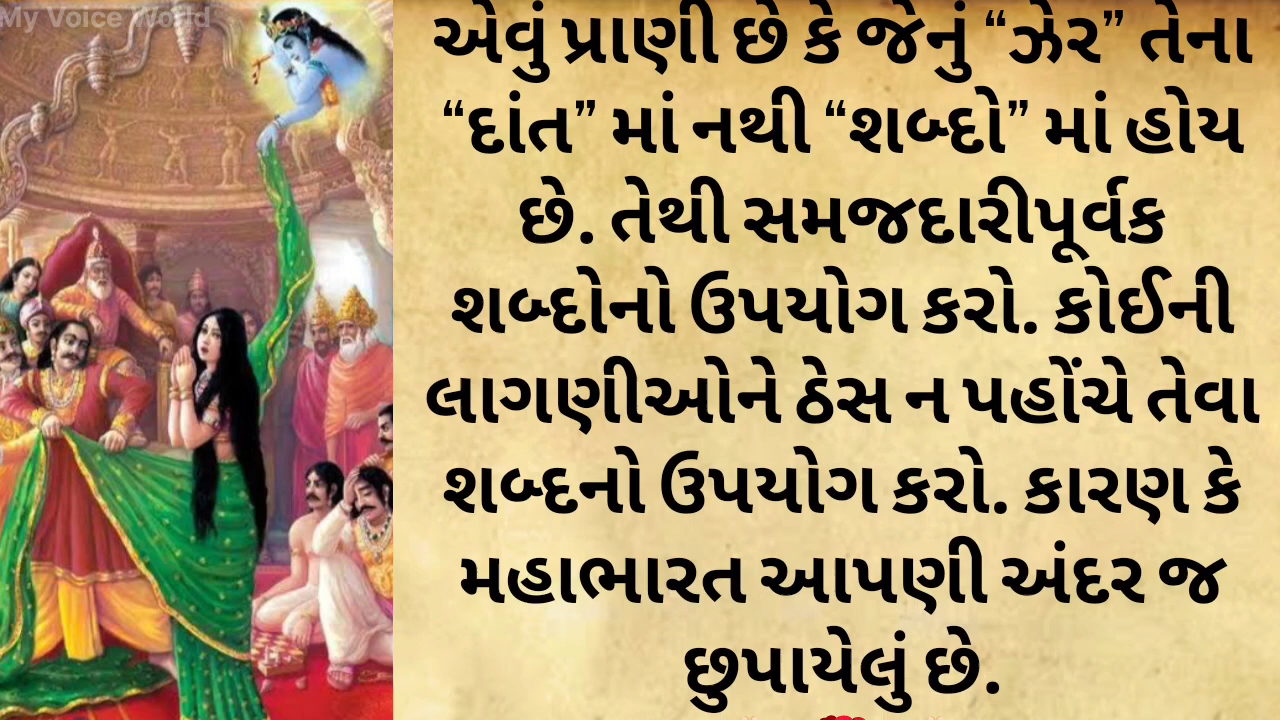 My Voice World
એવું પ્રાણી છે કે જેનું “ઝેર” તેના
“દાંત” માં નથી “શબ્દો” માં હોય
છે. તેથી સમજદારીપૂર્વક
શબ્દોનો ઉપયોગ કરો. કોઈની
લાગણીઓને ઠેસ ન પહોંચે તેવા
શબ્દનો ઉપયોગ કરો. કારણ કે
મહાભારત આપણી અંદર જ
છુપાયેલું છે.